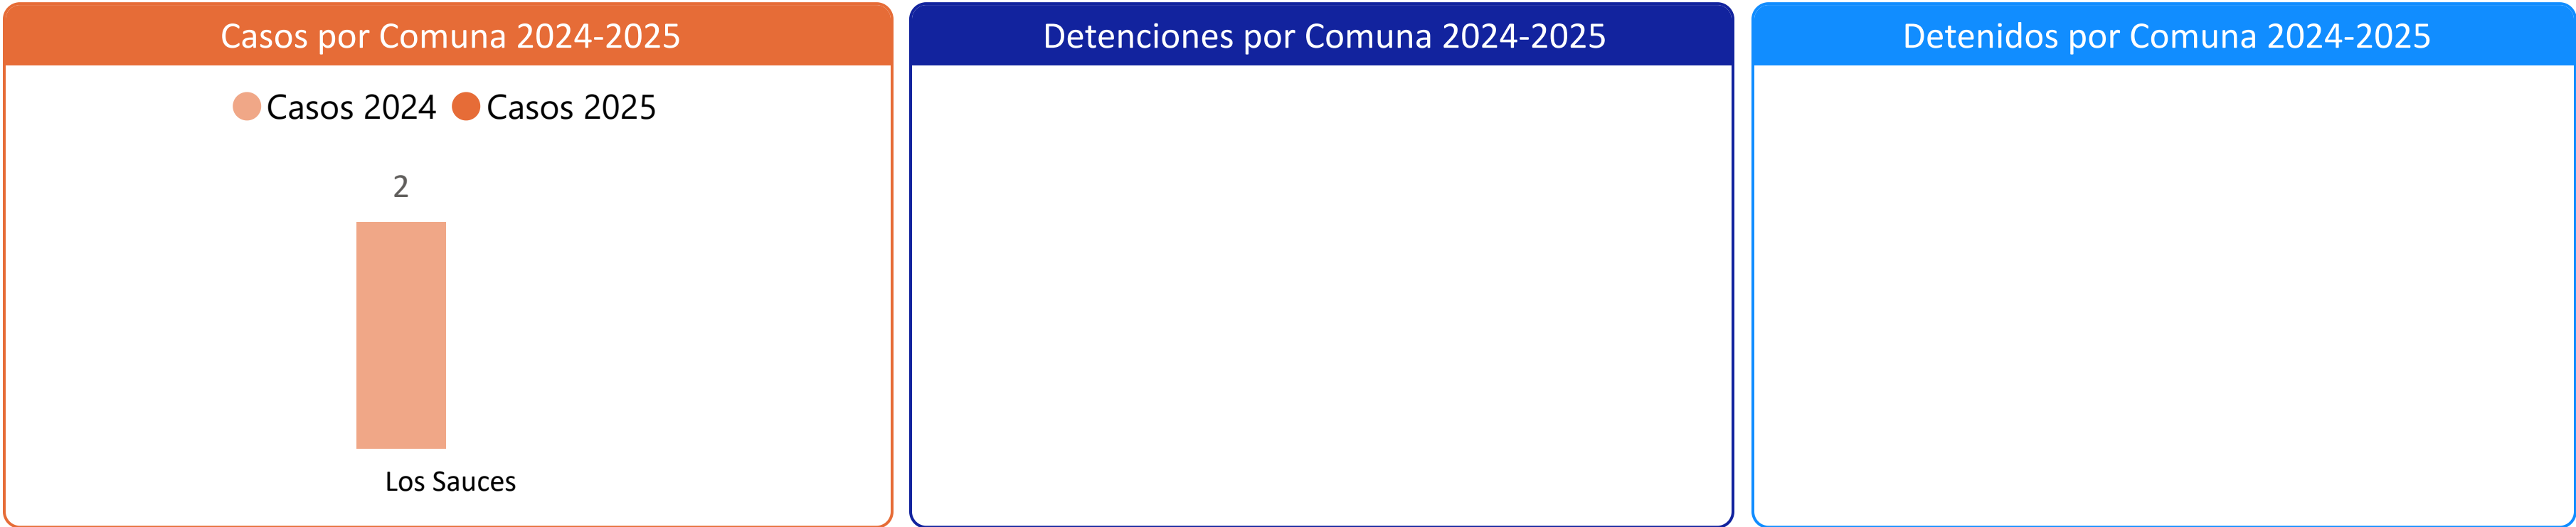 Casos por Comuna 2024-2025
Casos 2024 Casos 2025
2
Los Sauces
Detenciones por Comuna 2024-2025
Detenidos por Comuna 2024-2025